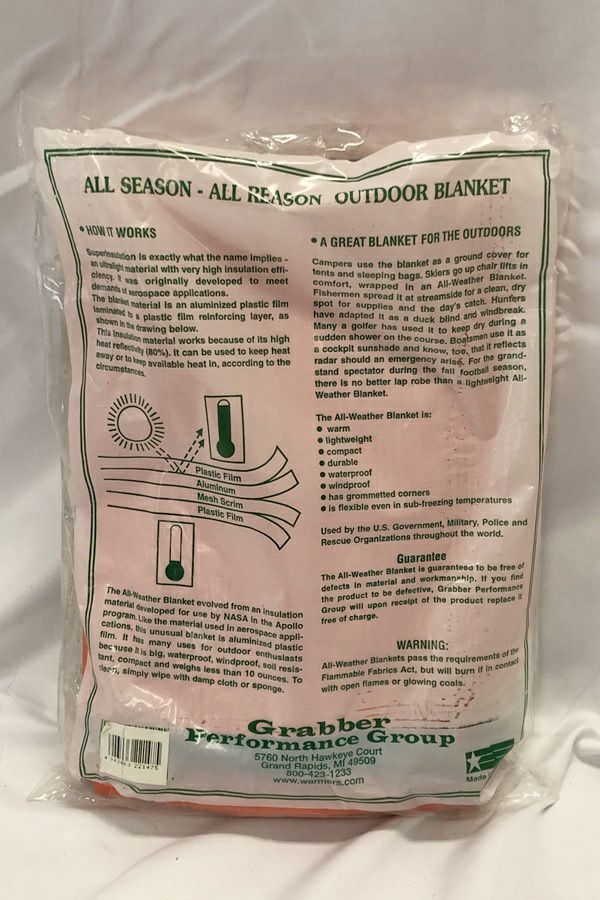 ALL SEASON - ALL REASON OUTDOOR BLANKET
• HOW IT WORKS
Superinsulation is exactly what the name implies -
an ultralight material with very high insulation effi-
ciency. It was originally developed to meet
demands of aerospace applications.
The blanket material is an aluminized plastic film
laminated to a plastic film reinforcing layer, as
shown in the drawing below.
This insulation material works because of its high
heat reflectivity (80%). It can be used to keep heat
away or to keep available heat in, according to the
circumstances.
Plastic Film
Aluminum
Mesh Scrim
Plastic Film
The All-Weather Blanket evolved from an insulation
material developed for use by NASA in the Apollo
program. Like the material used in aerospace appli-
cations, this unusual blanket is aluminized plastic
film. It has many uses for outdoor enthusiasts
because it is big, waterproof, windproof, soil resis-
tant, compact and weighs less than 10 ounces. To
clean, simply wipe with damp cloth or sponge.
• A GREAT BLANKET FOR THE OUTDOORS
Campers use the blanket as a ground cover for
tents and sleeping bags. Skiers go up chair lifts in
comfort, wrapped in an All-Weather Blanket.
Fishermen spread it at streamside for a clean, dry
spot for supplies and the day's catch. Hunters
have adapted it as a duck blind and windbreak.
Many a golfer has used it to keep dry during a
sudden shower on the course. Boatsmen use it as
a cockpit sunshade and know, too, that it reflects
radar should an emergency arise. For the grand-
stand spectator during the fall football season,
there is no better lap robe than a lightweight All-
Weather Blanket.
The All-Weather Blanket is:
• warm
• lightweight
• compact
• durable
• waterproof
• windproof
• has grommetted corners
• is flexible even in sub-freezing temperatures
Used by the U.S. Government, Military, Police and
Rescue Organizations throughout the world.
Guarantee
The All-Weather Blanket is guaranteed to be free of
defects in material and workmanship. If you find
the product to be defective, Grabber Performance
Group will upon receipt of the product replace it
free of charge.
WARNING:
All-Weather Blankets pass the requirements of the
Flammable Fabrics Act, but will burn if in contact
with open flames or glowing coals.
Grabber
Performance Group
5760 North Hawkeye Court
Grand Rapids, MI 49509
800-423-1233
www.warmers.com
Made